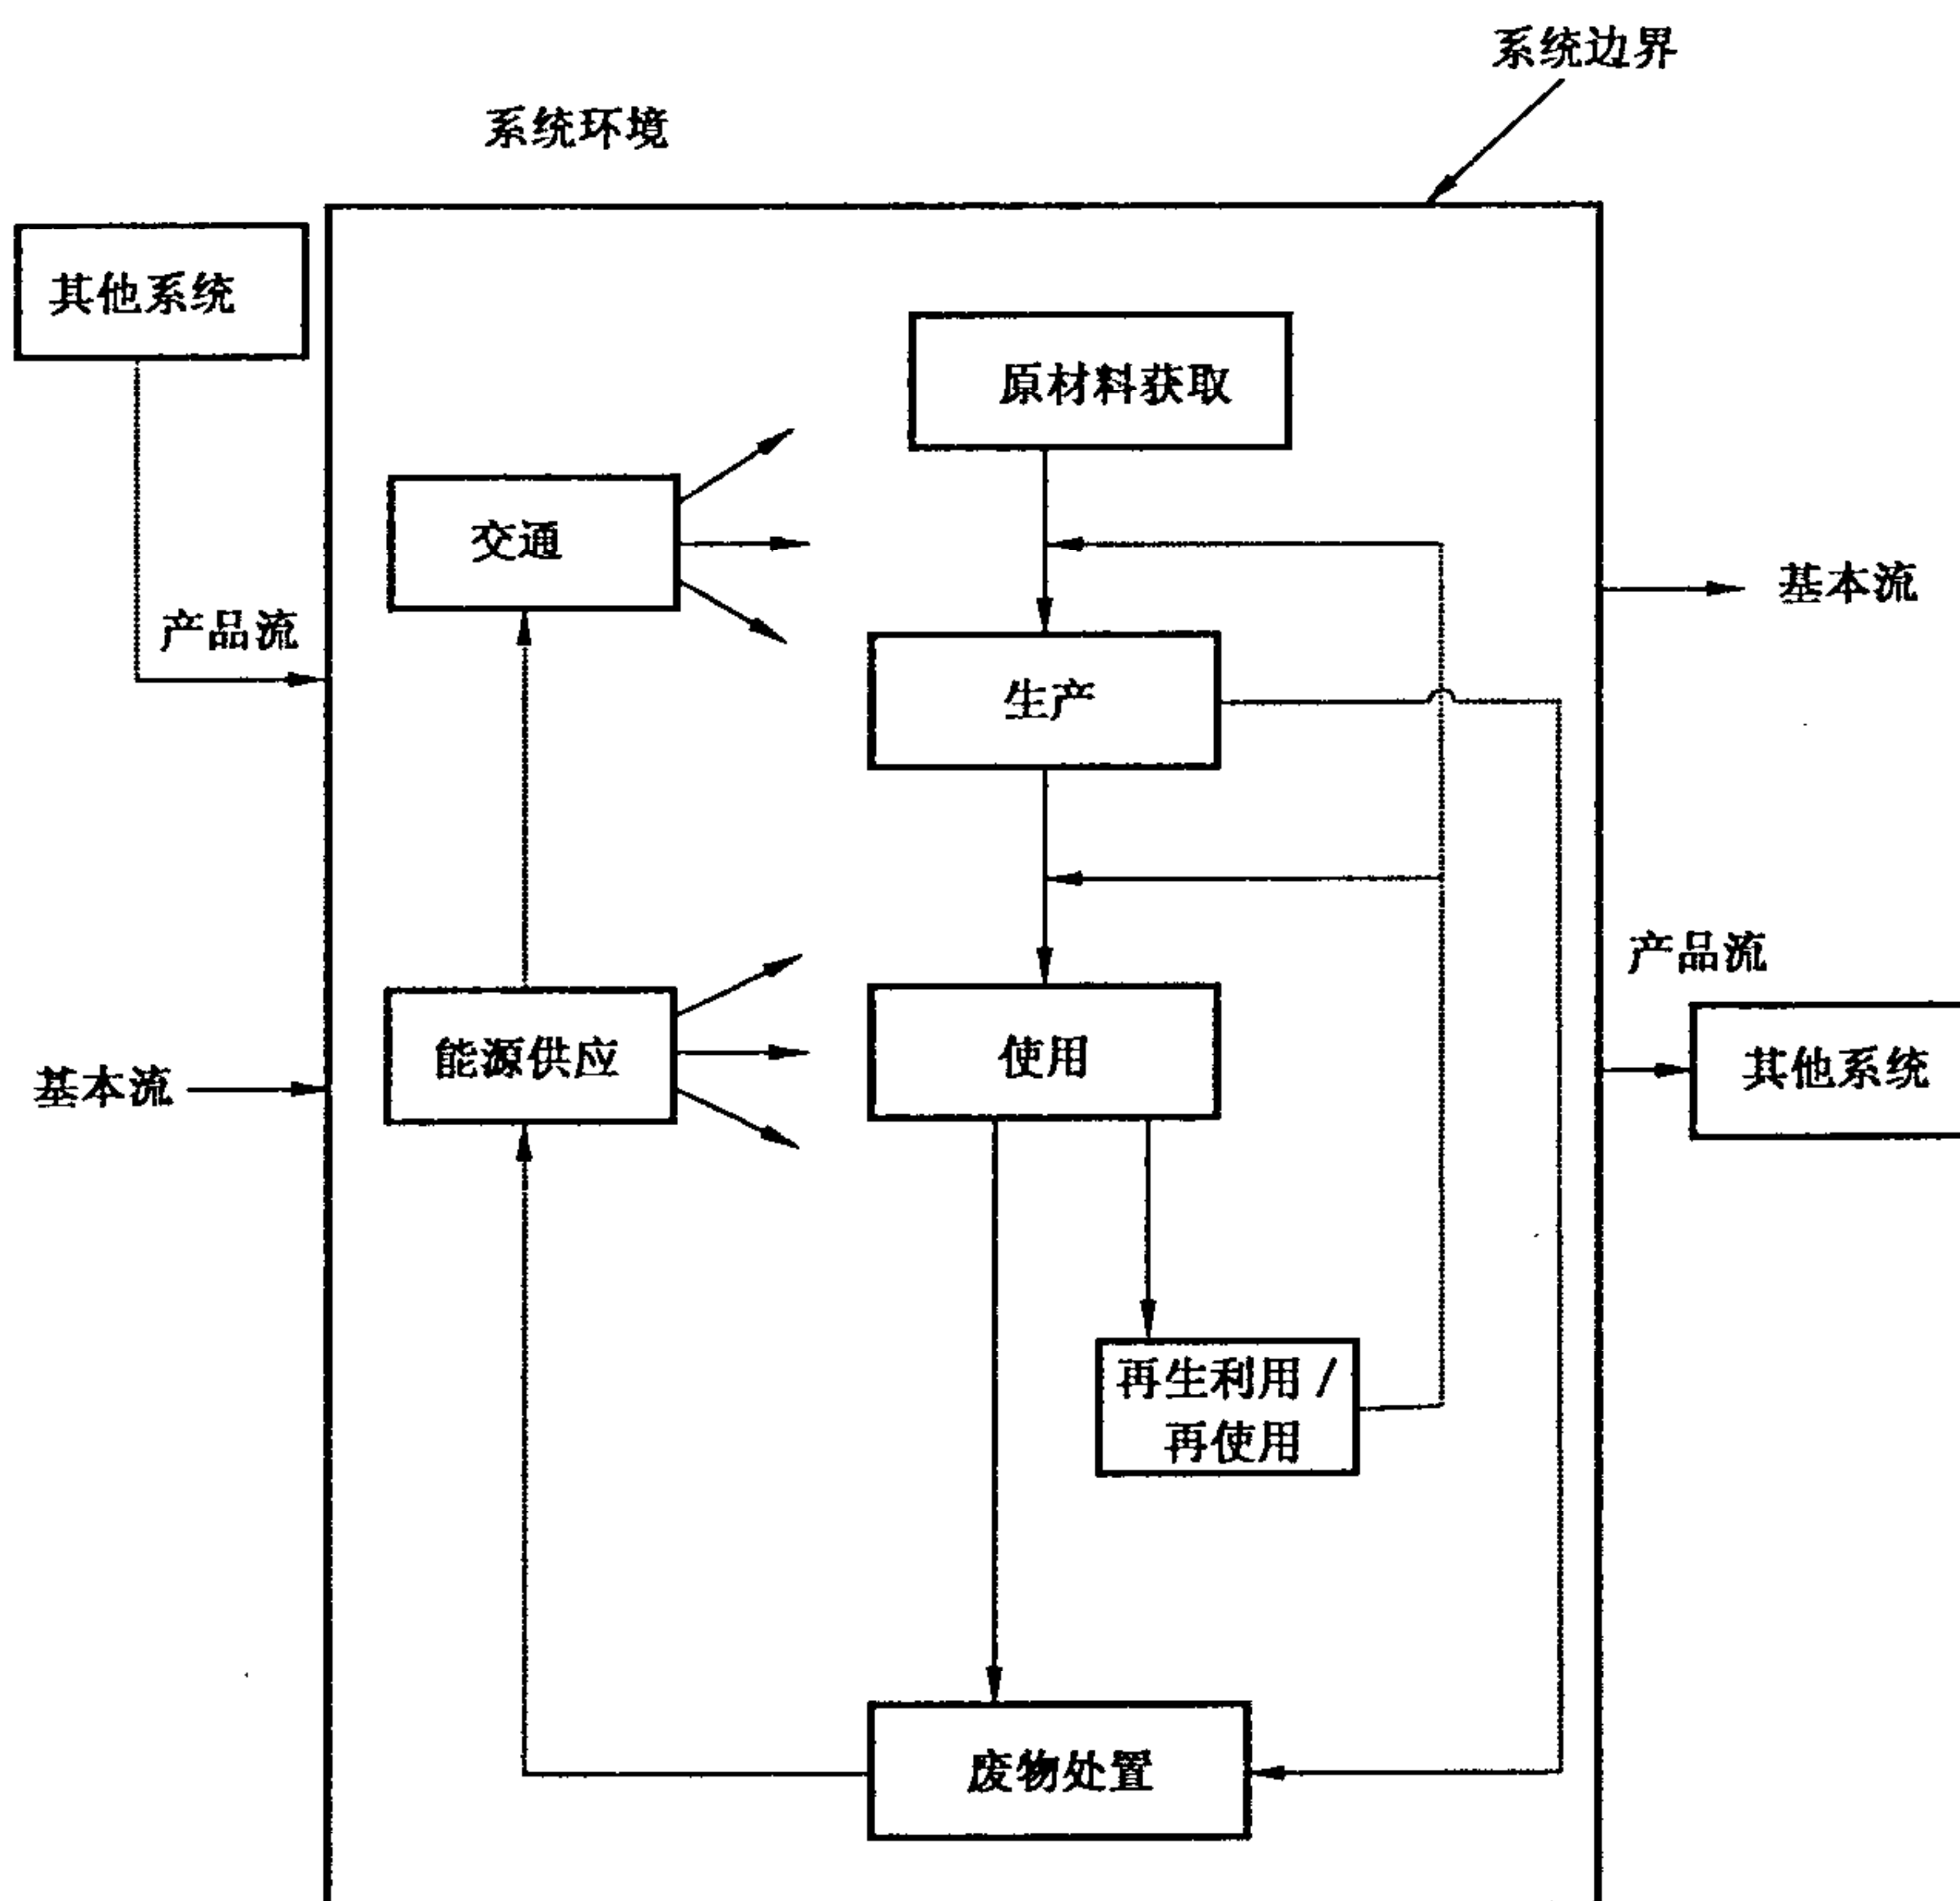 系统边界
系统环境
其他系统
原材料获取
交通
基本流
产品流
生产
产品流
能源供应
使用
其他系统
基本流
再生利用/
再使用
废物处置